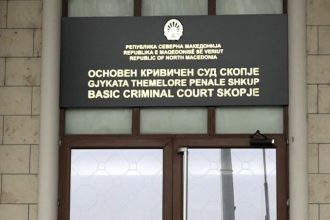 РЕПУБЛИКА СЕВЕРНА МАКЕДОНИЈА
REPUBLIKA E MAQEDONISË SË VERIUT
REPUBLIC OF NORTH MACEDONIA
ОСНОВЕН КРИВИЧЕН СУД СКОПЈЕ
GJYKATA THEMELORE PENALE SHKUP
BASIC CRIMINAL COURT SKOPJE